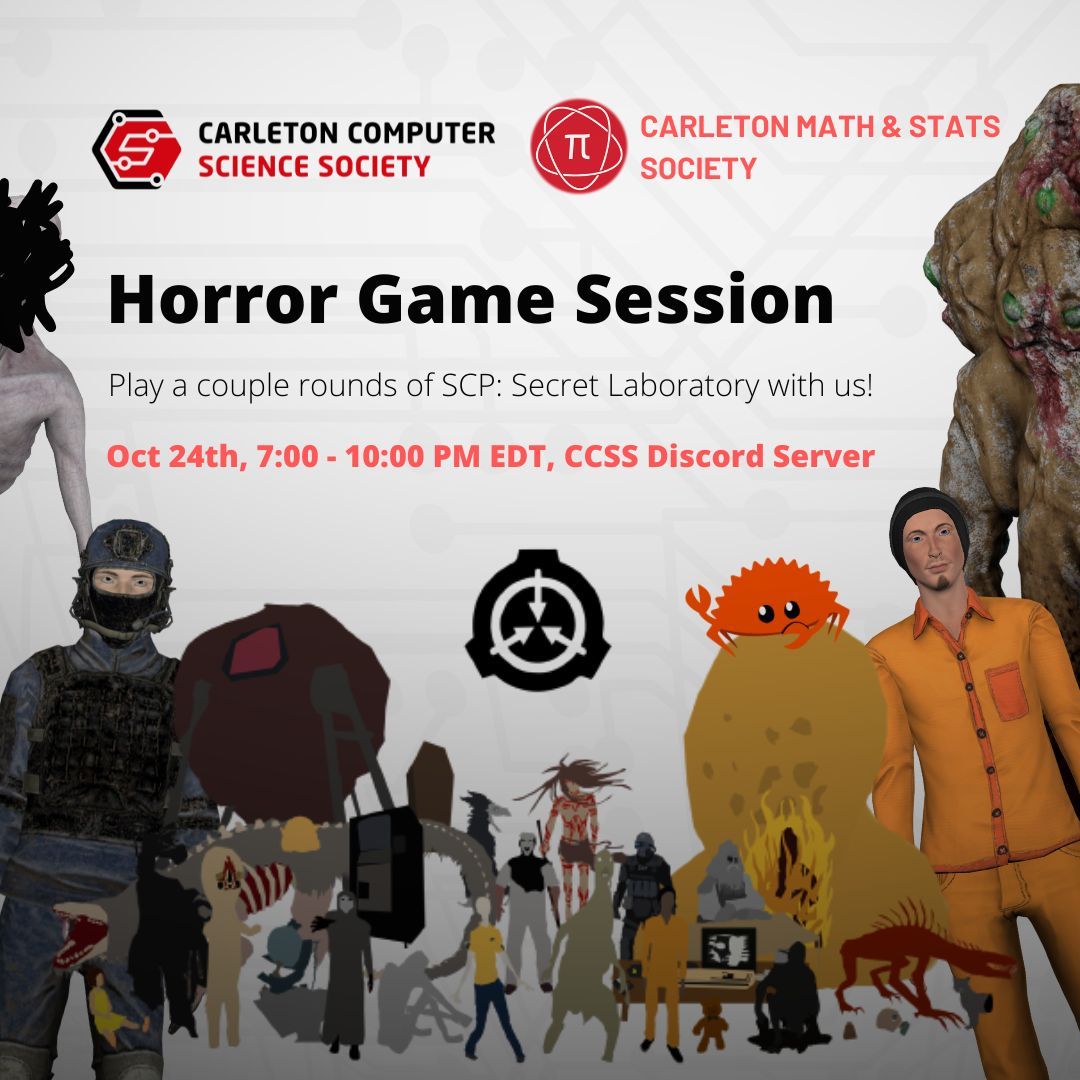 CARLETON COMPUTER
SCIENCE SOCIETY
π
CARLETON MATH & STATS
SOCIETY
Horror Game Session
Play a couple rounds of SCP: Secret Laboratory with us!
Oct 24th, 7:00 - 10:00 PM EDT, CCSS Discord Server